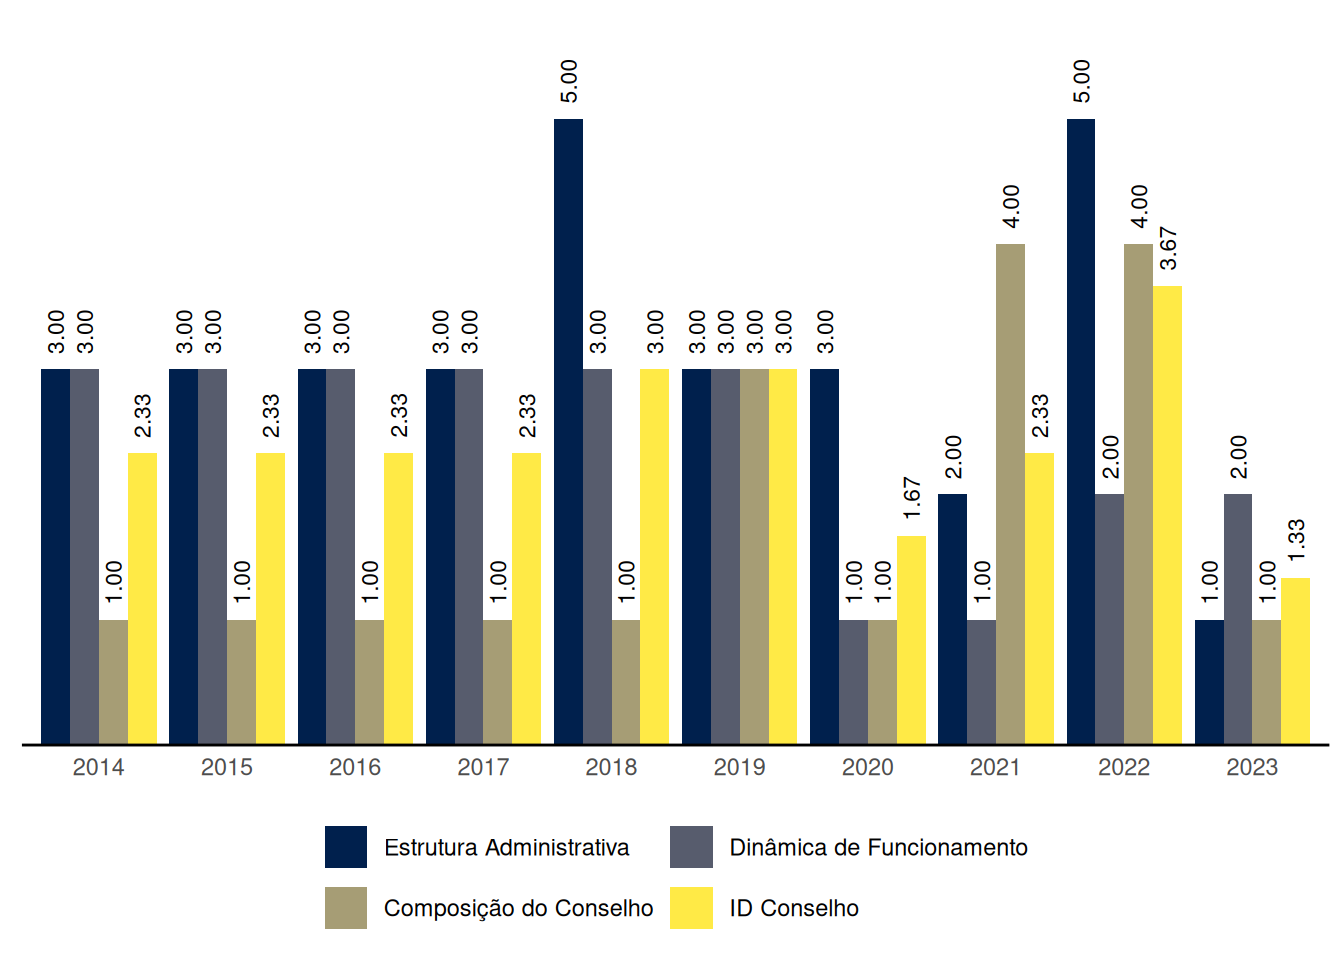 5.00 5.00
4.00 4.00
3.67
3.00 3.00 3.00 3.00 3.00 3.00 3.00 3.00 3.00 3.00 3.00 3.00 3.00 3.00 3.00
2.33 2.33 2.33 2.33 2.33
2.00 2.00 2.00
1.67
1.33
1.00 1.00 1.00 1.00 1.00 1.00 1.00 1.00 1.00 1.00
2014 2015 2016 2017 2018 2019 2020 2021 2022 2023
Estrutura Administrativa Dinâmica de Funcionamento
Composição do Conselho ID Conselho